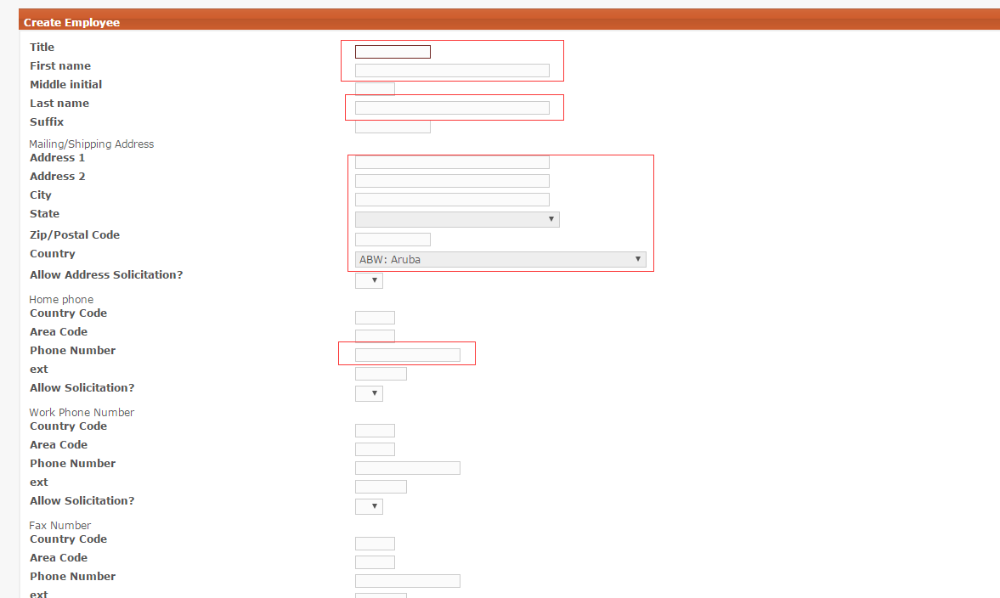 Create Employee
Title
First name
Middle initial
Last name
Suffix
Mailing/Shipping Address
Address 1
Address 2
City
State
Zip/Postal Code
Country ABW: Aruba
Allow Address Solicitation?
Home phone
Country Code
Area Code
Phone Number
ext
Allow Solicitation?
Work Phone Number
Country Code
Area Code
Phone Number
ext
Allow Solicitation?
Fax Number
Country Code
Area Code
Phone Number
ext